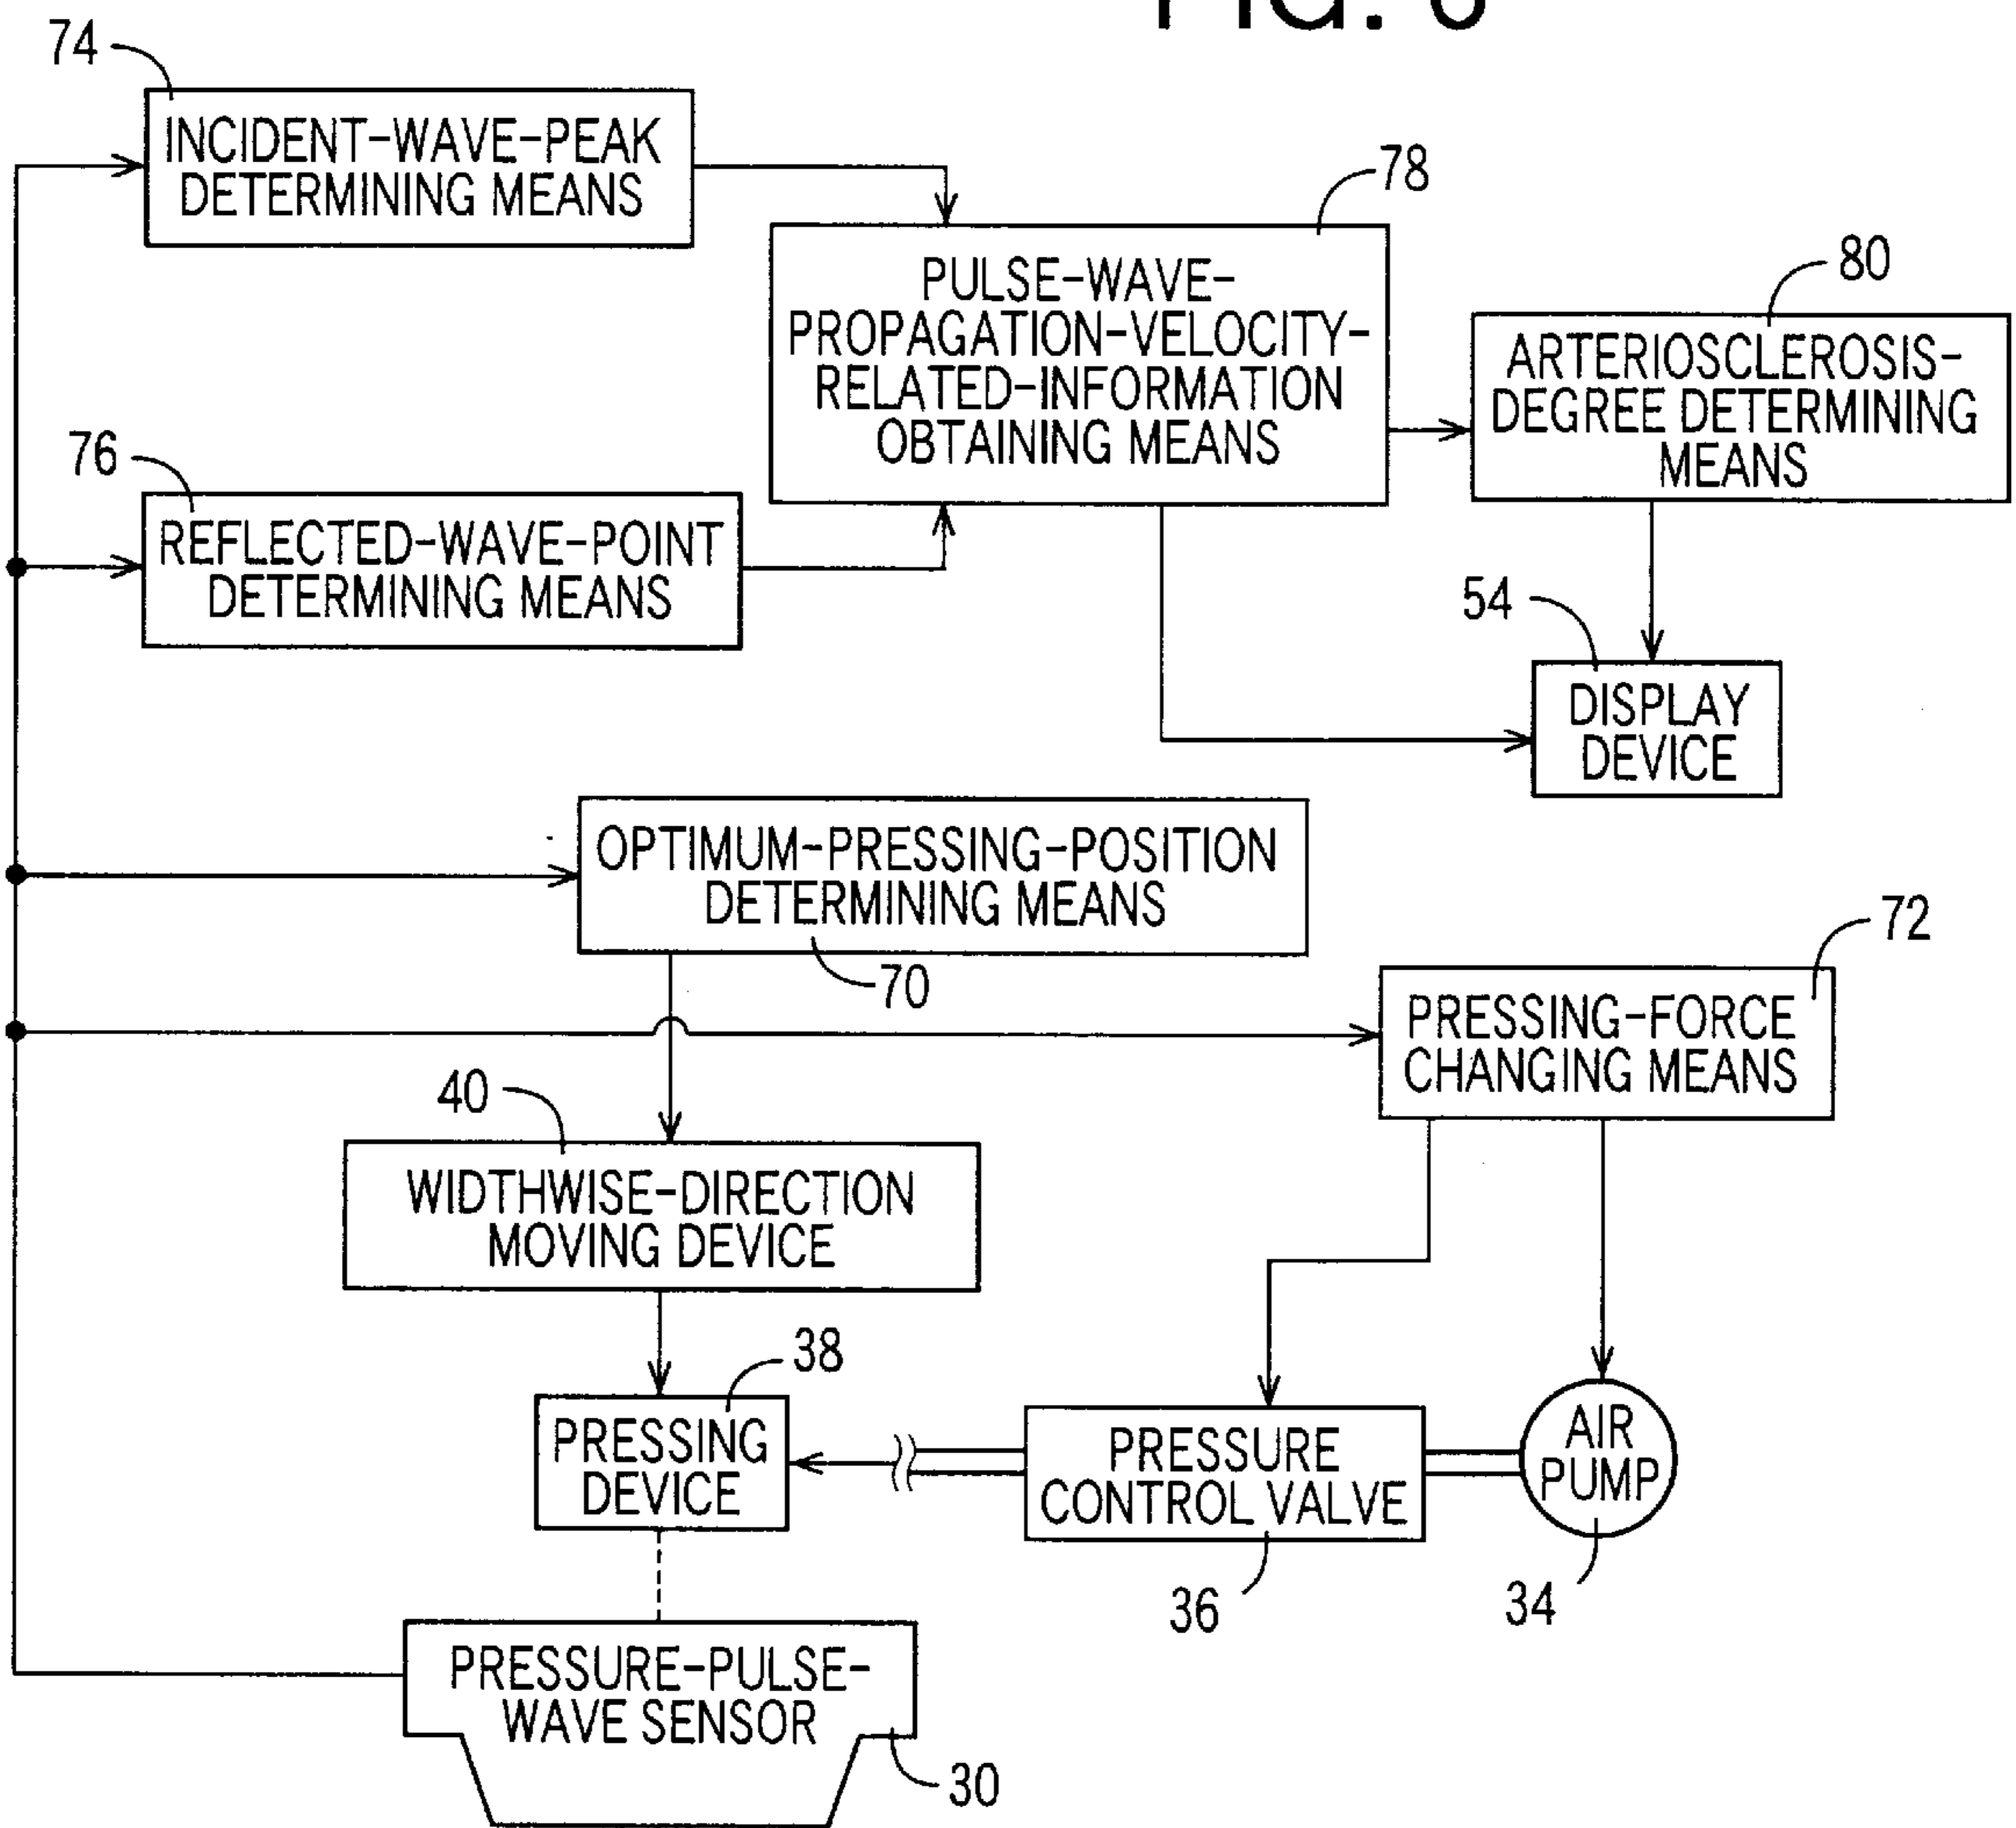 FIG.
74
INCIDENT-WAVE-PEAK
DETERMINING MEANS
78
PULSE-WAVE-
PROPAGATION-VELOCITY-
RELATED-INFORMATION
OBTAINING MEANS
80
ARTERIOSCLEROSIS-
DEGREE DETERMINING
MEANS
76
REFLECTED-WAVE-POINT
DETERMINING MEANS
54
DISPLAY
DEVICE
OPTIMUM-PRESSING-POSITION
DETERMINING MEANS
70
72
PRESSING-FORCE
CHANGING MEANS
40
WIDTHWISE-DIRECTION
MOVING DEVICE
38
PRESSING
DEVICE
PRESSURE
CONTROL VALVE
36
AIR
PUMP
34
PRESSURE-PULSE-
WAVE SENSOR
30